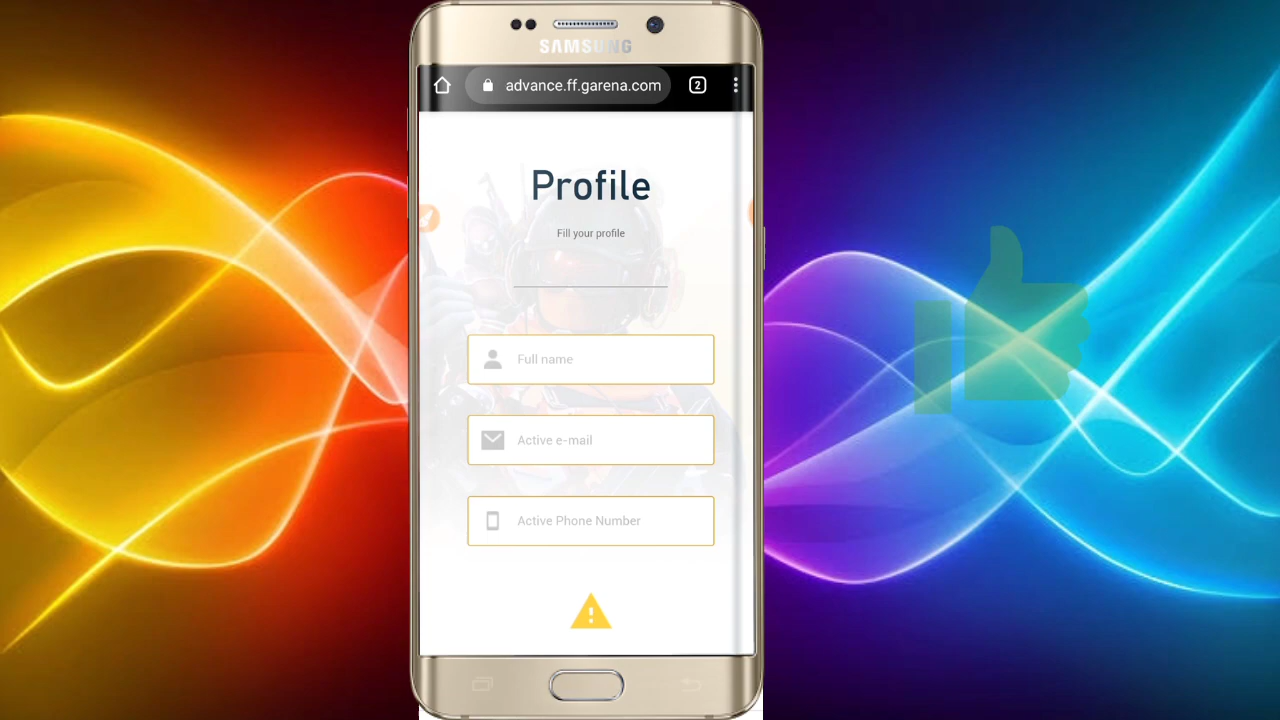 SAMSUNG
advance.ff.garena.com
2
Profile
Fill your profile
Full name
Active e-mail
Active Phone Number